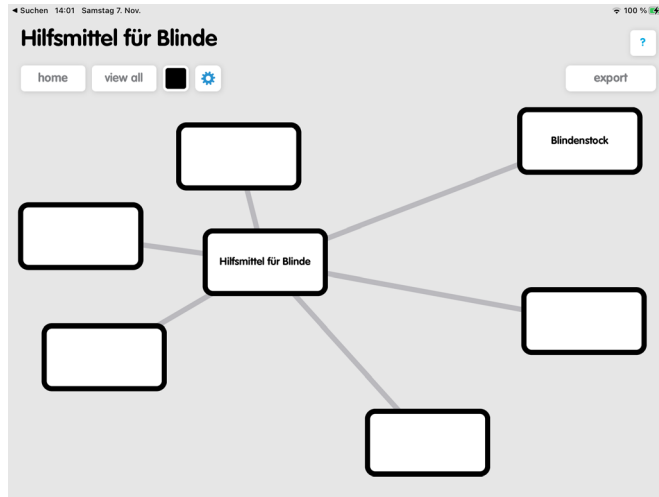 ◀ Suchen 14:01 Samstag 7. Nov. 100 %
Hilfsmittel für Blinde
?
home view all export
Blindenstock
Hilfsmittel für Blinde